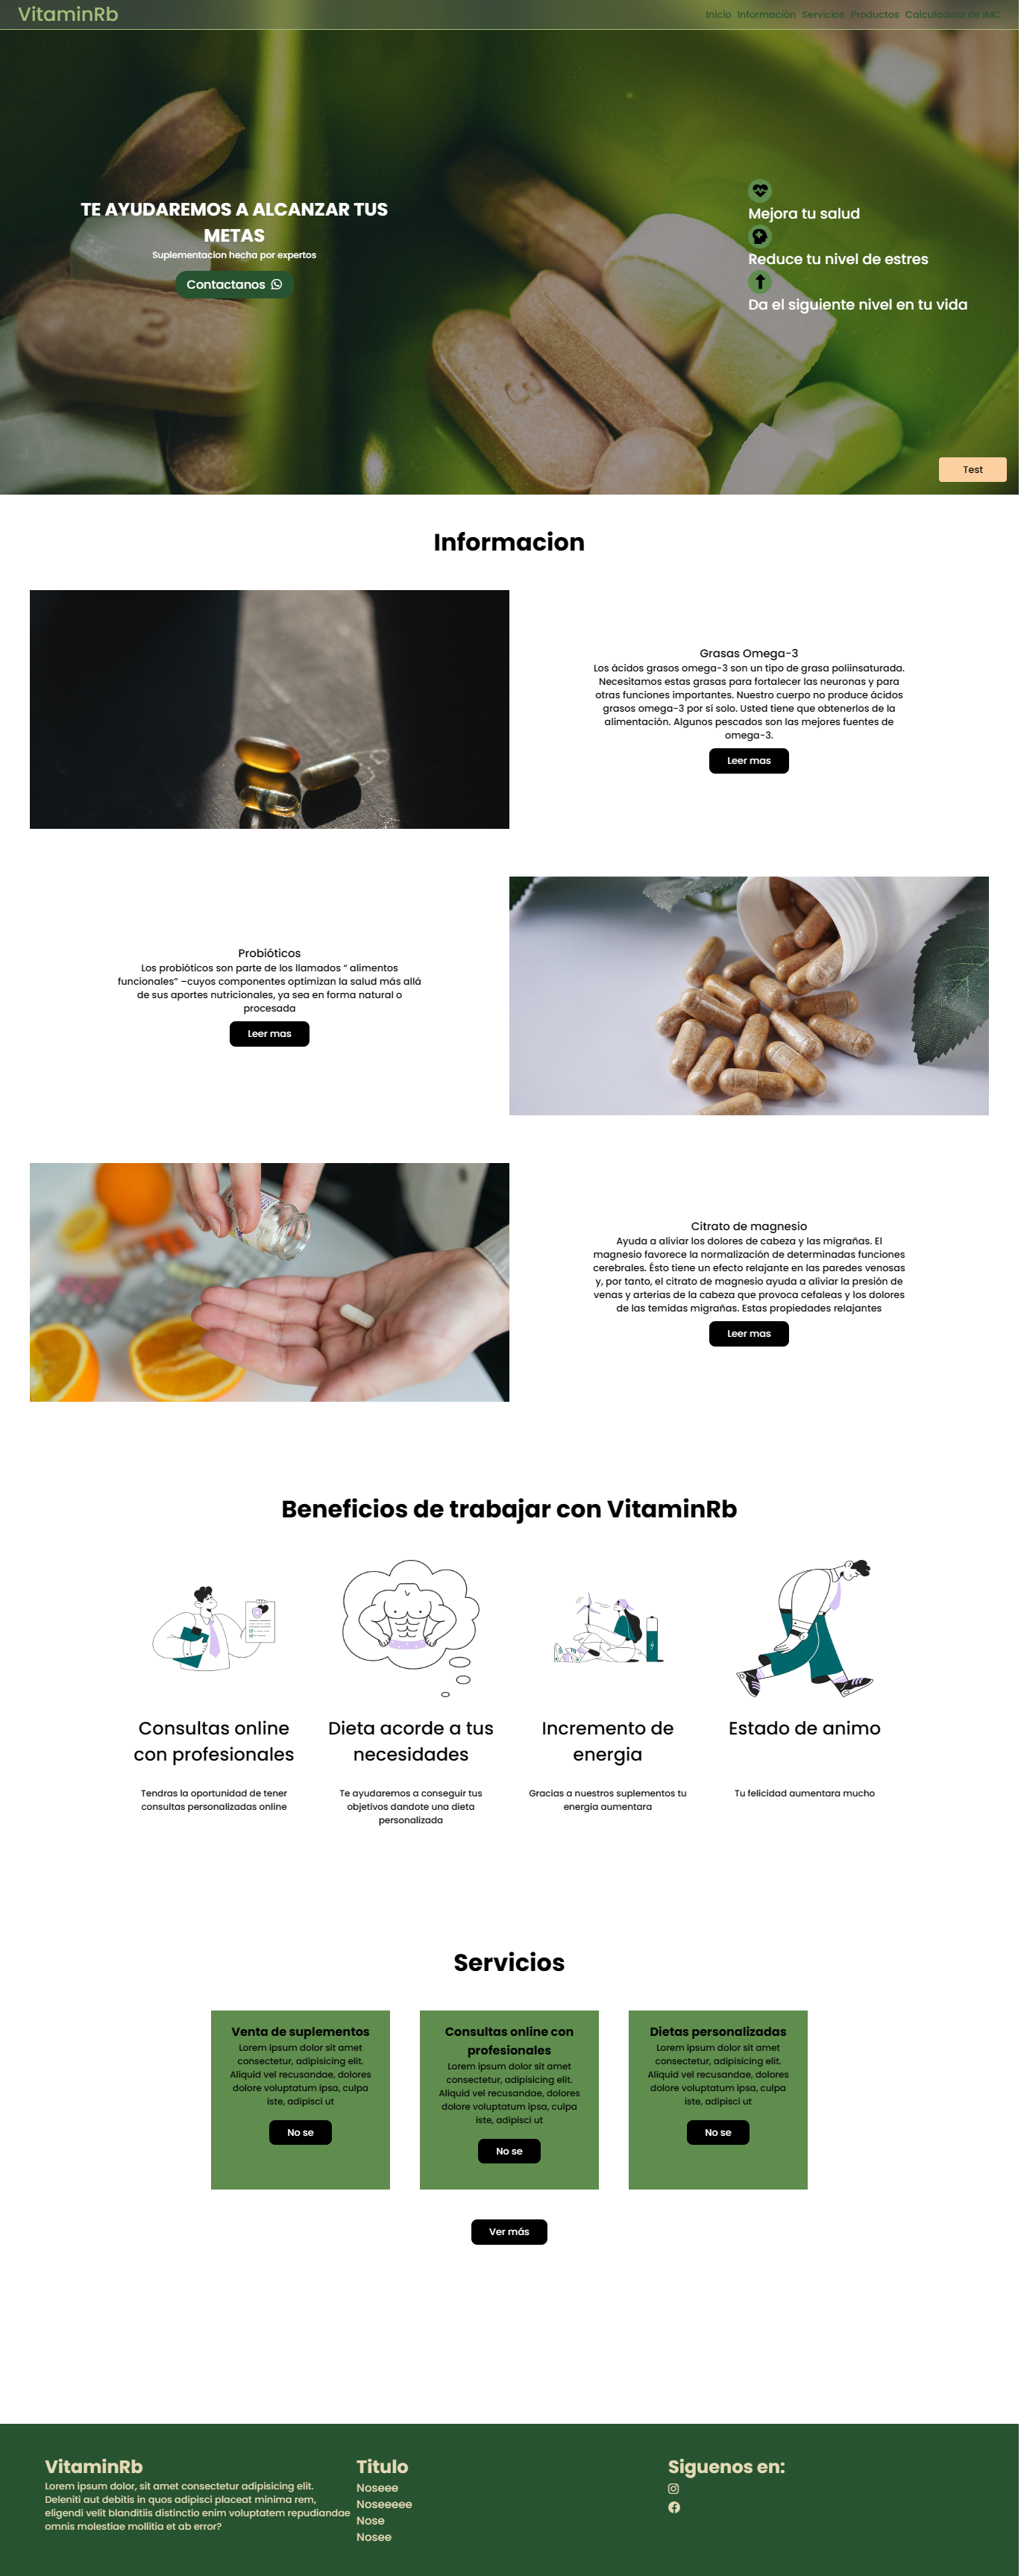 VitaminRb
Inicio Información Servicios Productos Calculadora de IMC
TE AYUDAREMOS A ALCANZAR TUS
METAS
Suplementacion hecha por expertos
Contactanos
Mejora tu salud
Reduce tu nivel de estres
Da el siguiente nivel en tu vida
Test
Informacion
Grasas Omega-3
Los ácidos grasos omega-3 son un tipo de grasa poliinsaturada.
Necesitamos estas grasas para fortalecer las neuronas y para
otras funciones importantes. Nuestro cuerpo no produce ácidos
grasos omega-3 por sí solo. Usted tiene que obtenerlos de la
alimentación. Algunos pescados son las mejores fuentes de
omega-3.
Leer mas
Probióticos
Los probióticos son parte de los llamados “ alimentos
funcionales” –cuyos componentes optimizan la salud más allá
de sus aportes nutricionales, ya sea en forma natural o
procesada
Leer mas
Citrato de magnesio
Ayuda a aliviar los dolores de cabeza y las migrañas. El
magnesio favorece la normalización de determinadas funciones
cerebrales. Ésto tiene un efecto relajante en las paredes venosas
y, por tanto, el citrato de magnesio ayuda a aliviar la presión de
venas y arterias de la cabeza que provoca cefaleas y los dolores
de las temidas migrañas. Estas propiedades relajantes
Leer mas
Beneficios de trabajar con VitaminRb
Consultas online
con profesionales
Tendras la oportunidad de tener
consultas personalizadas online
Dieta acorde a tus
necesidades
Te ayudaremos a conseguir tus
objetivos dandote una dieta
personalizada
Incremento de
energia
Gracias a nuestros suplementos tu
energia aumentara
Estado de animo
Tu felicidad aumentara mucho
Servicios
Venta de suplementos
Lorem ipsum dolor sit amet
consectetur, adipisicing elit.
Aliquid vel recusandae, dolores
dolore voluptatum ipsa, culpa
iste, adipisci ut
No se
Consultas online con
profesionales
Lorem ipsum dolor sit amet
consectetur, adipisicing elit.
Aliquid vel recusandae, dolores
dolore voluptatum ipsa, culpa
iste, adipisci ut
No se
Dietas personalizadas
Lorem ipsum dolor sit amet
consectetur, adipisicing elit.
Aliquid vel recusandae, dolores
dolore voluptatum ipsa, culpa
iste, adipisci ut
No se
Ver más
VitaminRb
Lorem ipsum dolor, sit amet consectetur adipisicing elit.
Deleniti aut debitis in quos adipisci placeat minima rem,
eligendi velit blanditiis distinctio enim voluptatem repudiandae
omnis molestiae mollitia et ab error?
Titulo
Noseee
Noseeeee
Nose
Nosee
Siguenos en: